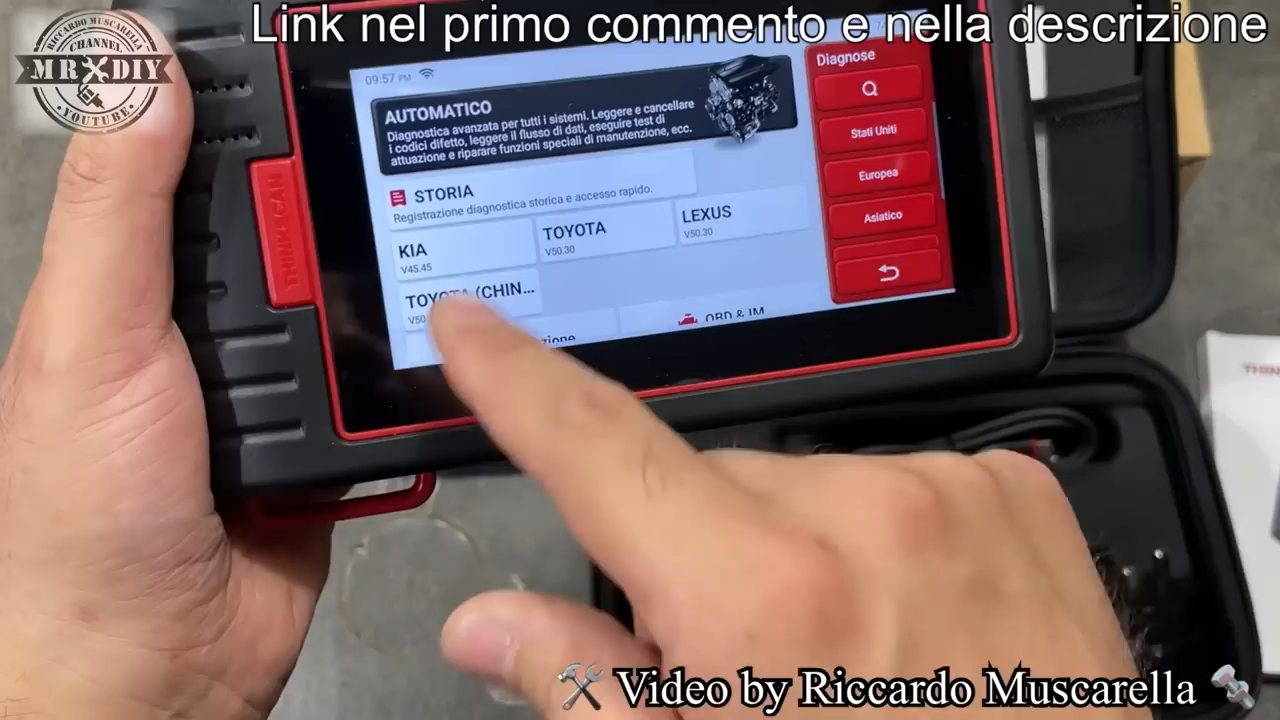 Link nel primo commento e nella descrizione
RICCARDO MUSCARELLA
CHANNEL
MR DIY
YOUTUBE
09:57 PM
AUTOMATICO
Diagnostica avanzata per tutti i sistemi. Leggere e cancellare
i codici difetto, leggere il flusso di dati, eseguire test di
attuazione e riparare funzioni speciali di manutenzione, ecc.
STORIA
Registrazione diagnostica storica e accesso rapido.
KIA
V45.45
TOYOTA
V50.30
LEXUS
V50.30
TOYOTA (CHIN...
OBD & IM
Diagnose
Stati Uniti
Europea
Asiatico
THINKSCAN
Video by Riccardo Muscarella